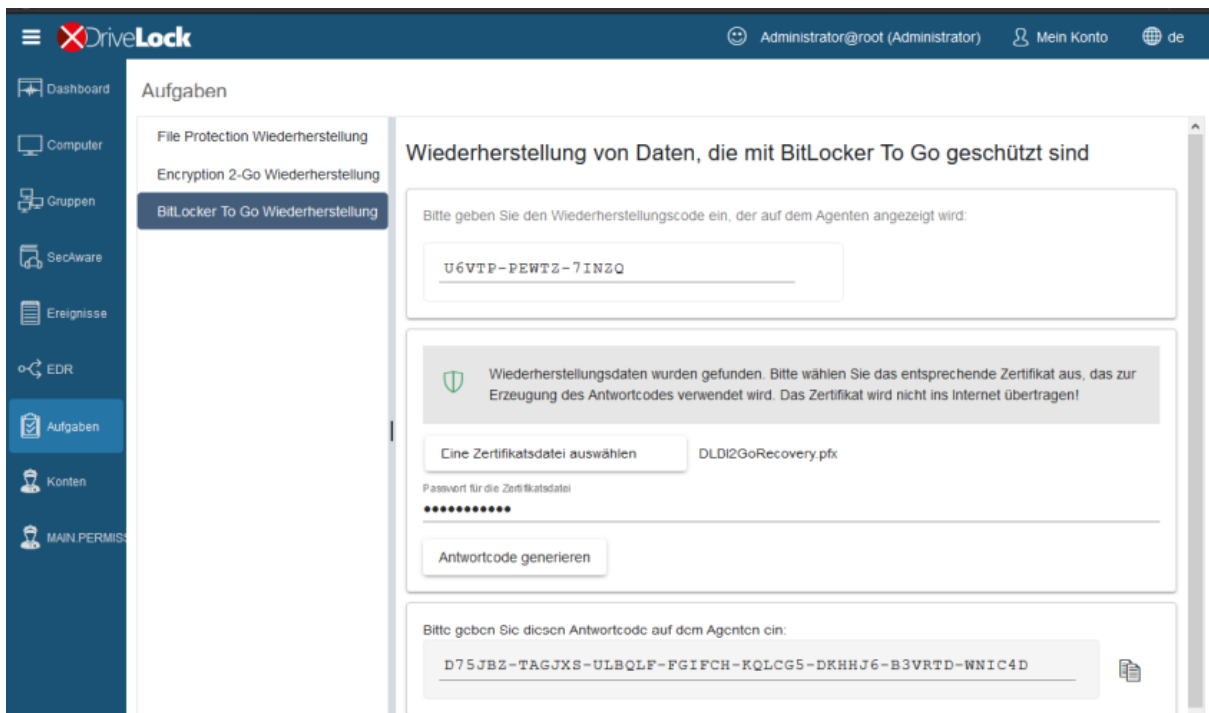 DriveLock
Administrator@root (Administrator)
Mein Konto
de
Dashboard
Computer
Gruppen
SecAware
Ereignisse
EDR
Aufgaben
Konten
MAIN.PERMISS
Aufgaben
File Protection Wiederherstellung
Encryption 2-Go Wiederherstellung
BitLocker To Go Wiederherstellung
Wiederherstellung von Daten, die mit BitLocker To Go geschützt sind
Bitte geben Sie den Wiederherstellungscode ein, der auf dem Agenten angezeigt wird:
U6VTP-PEWTZ-7INZQ
Wiederherstellungsdaten wurden gefunden. Bitte wählen Sie das entsprechende Zertifikat aus, das zur
Erzeugung des Antwortcodes verwendet wird. Das Zertifikat wird nicht ins Internet übertragen!
Eine Zertifikatsdatei auswählen
DLBl2GoRecovery.pfx
Passwort für die Zertifikatsdatei
•••••••••••
Antwortcode generieren
Bitte geben Sie diesen Antwortcode auf dem Agenten ein:
D75JBZ-TAGJXS-ULBQLF-FGIFCH-KQLCG5-DKHHJ6-B3VRTD-WNIC4D